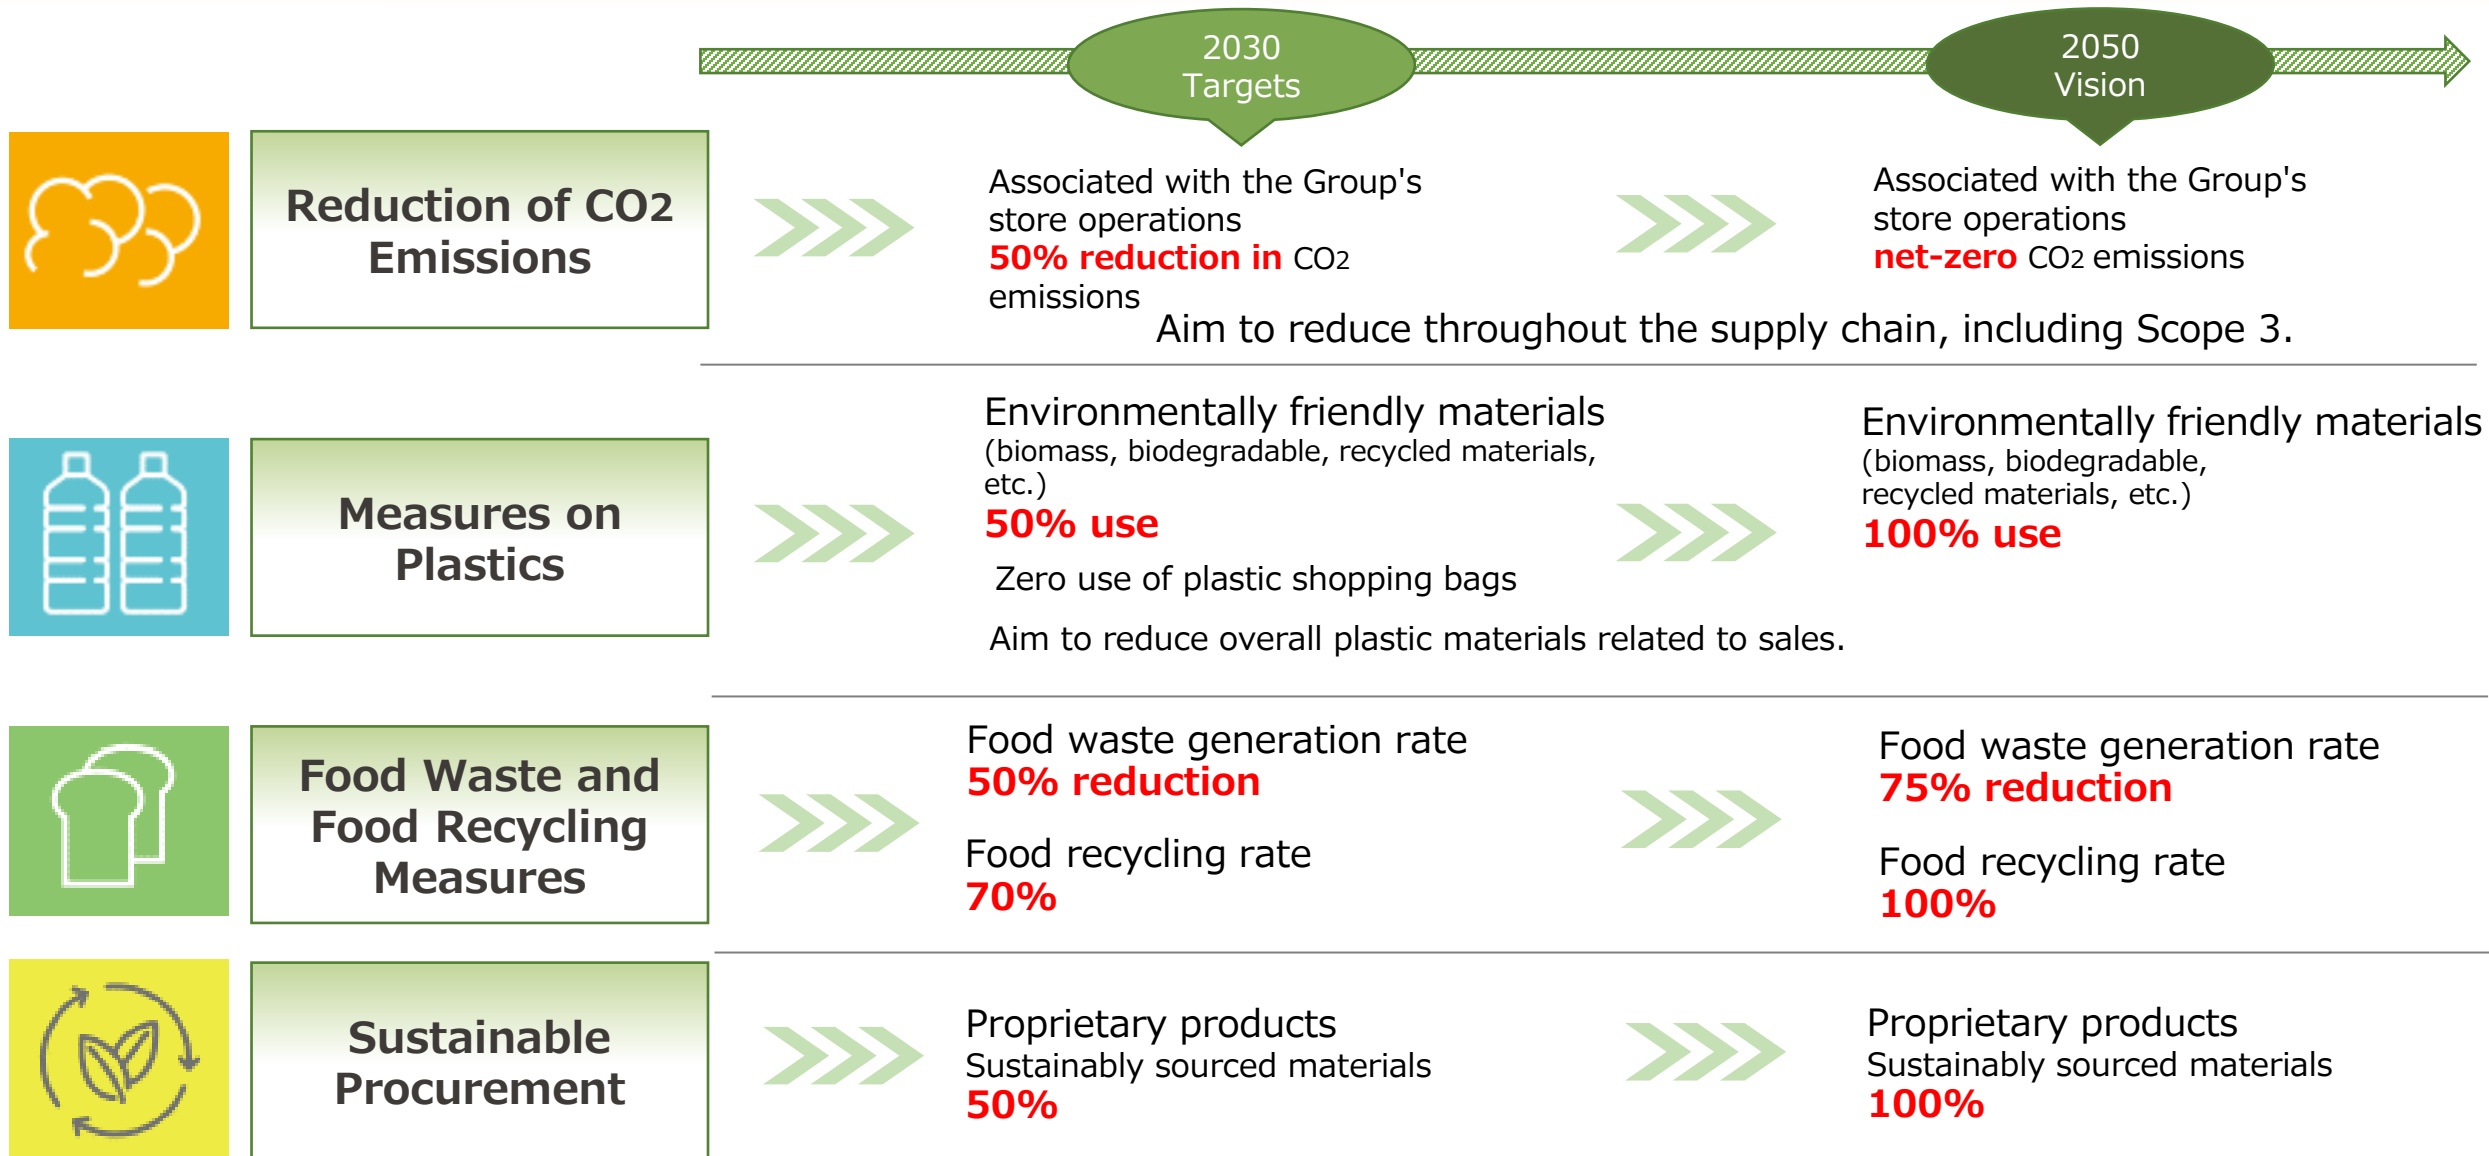 2030
Targets
2050
Vision
Reduction of CO2
Emissions
Associated with the Group's
store operations
50% reduction in CO2
emissions
Associated with the Group's
store operations
net-zero CO2 emissions
Aim to reduce throughout the supply chain, including Scope 3.
Measures on
Plastics
Environmentally friendly materials
(biomass, biodegradable, recycled materials,
etc.)
50% use
Zero use of plastic shopping bags
Aim to reduce overall plastic materials related to sales.
Environmentally friendly materials
(biomass, biodegradable,
recycled materials, etc.)
100% use
Food Waste and
Food Recycling
Measures
Food waste generation rate
50% reduction
Food recycling rate
70%
Food waste generation rate
75% reduction
Food recycling rate
100%
Sustainable
Procurement
Proprietary products
Sustainably sourced materials
50%
Proprietary products
Sustainably sourced materials
100%